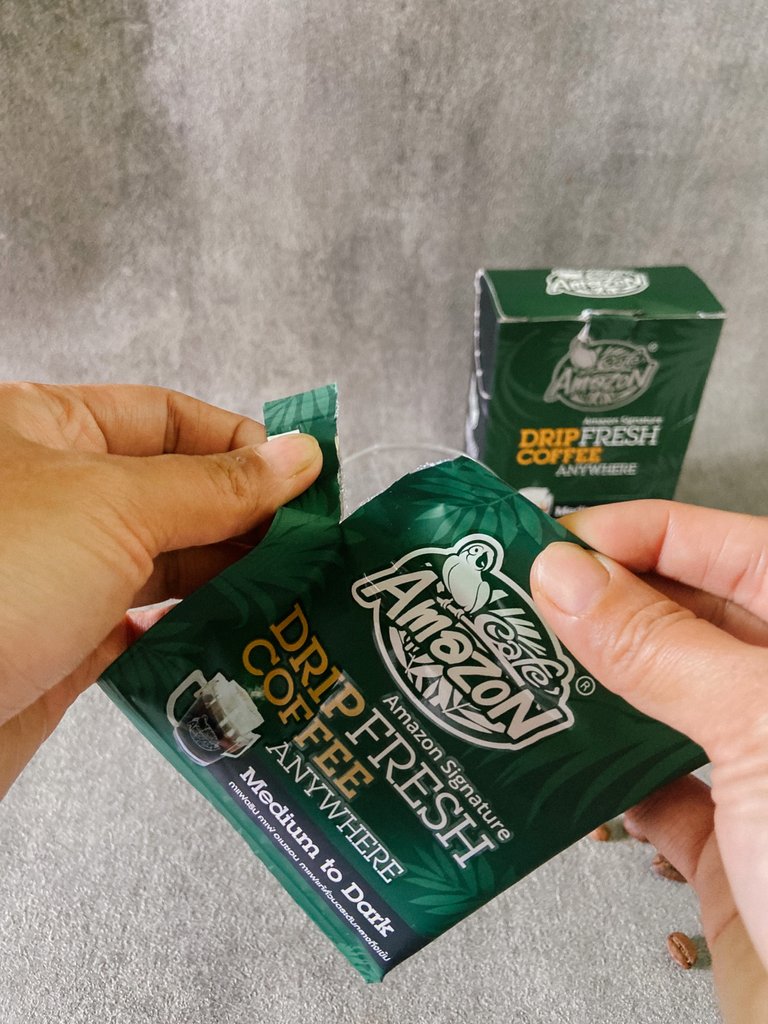 Café
Amazon
®
Amazon Signature
DRIP FRESH
COFFEE
ANYWHERE
Medium to Dark
Amazon
Café
Amazon
®
Amazon Signature
DRIP FRESH
COFFEE
ANYWHERE